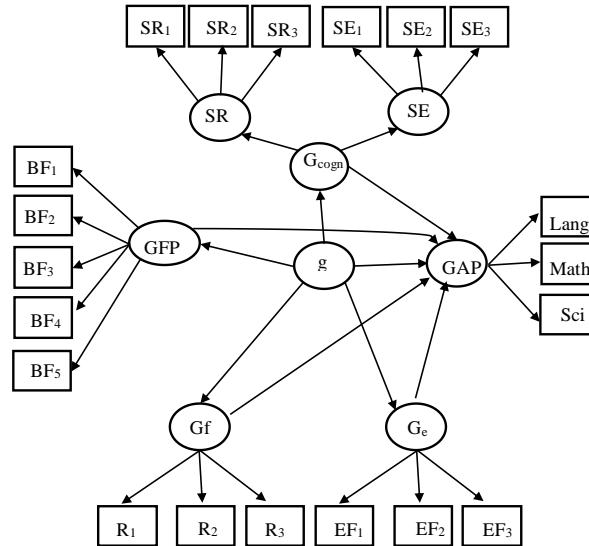 SR₁ SR₂ SR₃ SE₁ SE₂ SE₃
SR SE
G_cogn
BF₁
BF₂
BF₃
BF₄
BF₅
GFP g GAP
Lang
Math
Sci
Gf Gₑ
R₁ R₂ R₃ EF₁ EF₂ EF₃